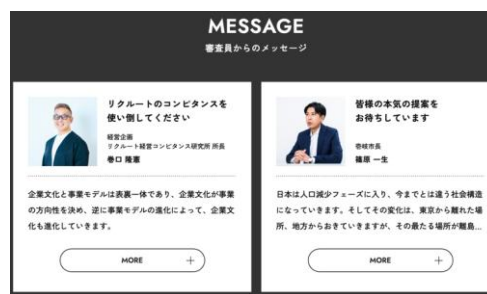 MESSAGE
審査員からのメッセージ
リクルートのコンピタンスを
使い倒してください
経営企画
リクルート経営コンピタンス研究所 所長
巻口 隆憲
企業文化と事業モデルは表裏一体であり、企業文化が事業
の方向性を決め、逆に事業モデルの進化によって、企業文
化も進化していきます。
MORE +
皆様の本気の提案を
お待ちしています
壱岐市長
篠原 一生
日本は人口減少フェーズに入り、今までとは違う社会構造
になっていきます。そしてその変化は、東京から離れた場
所、地方からおきていきますが、その最たる場所が離島…
MORE +